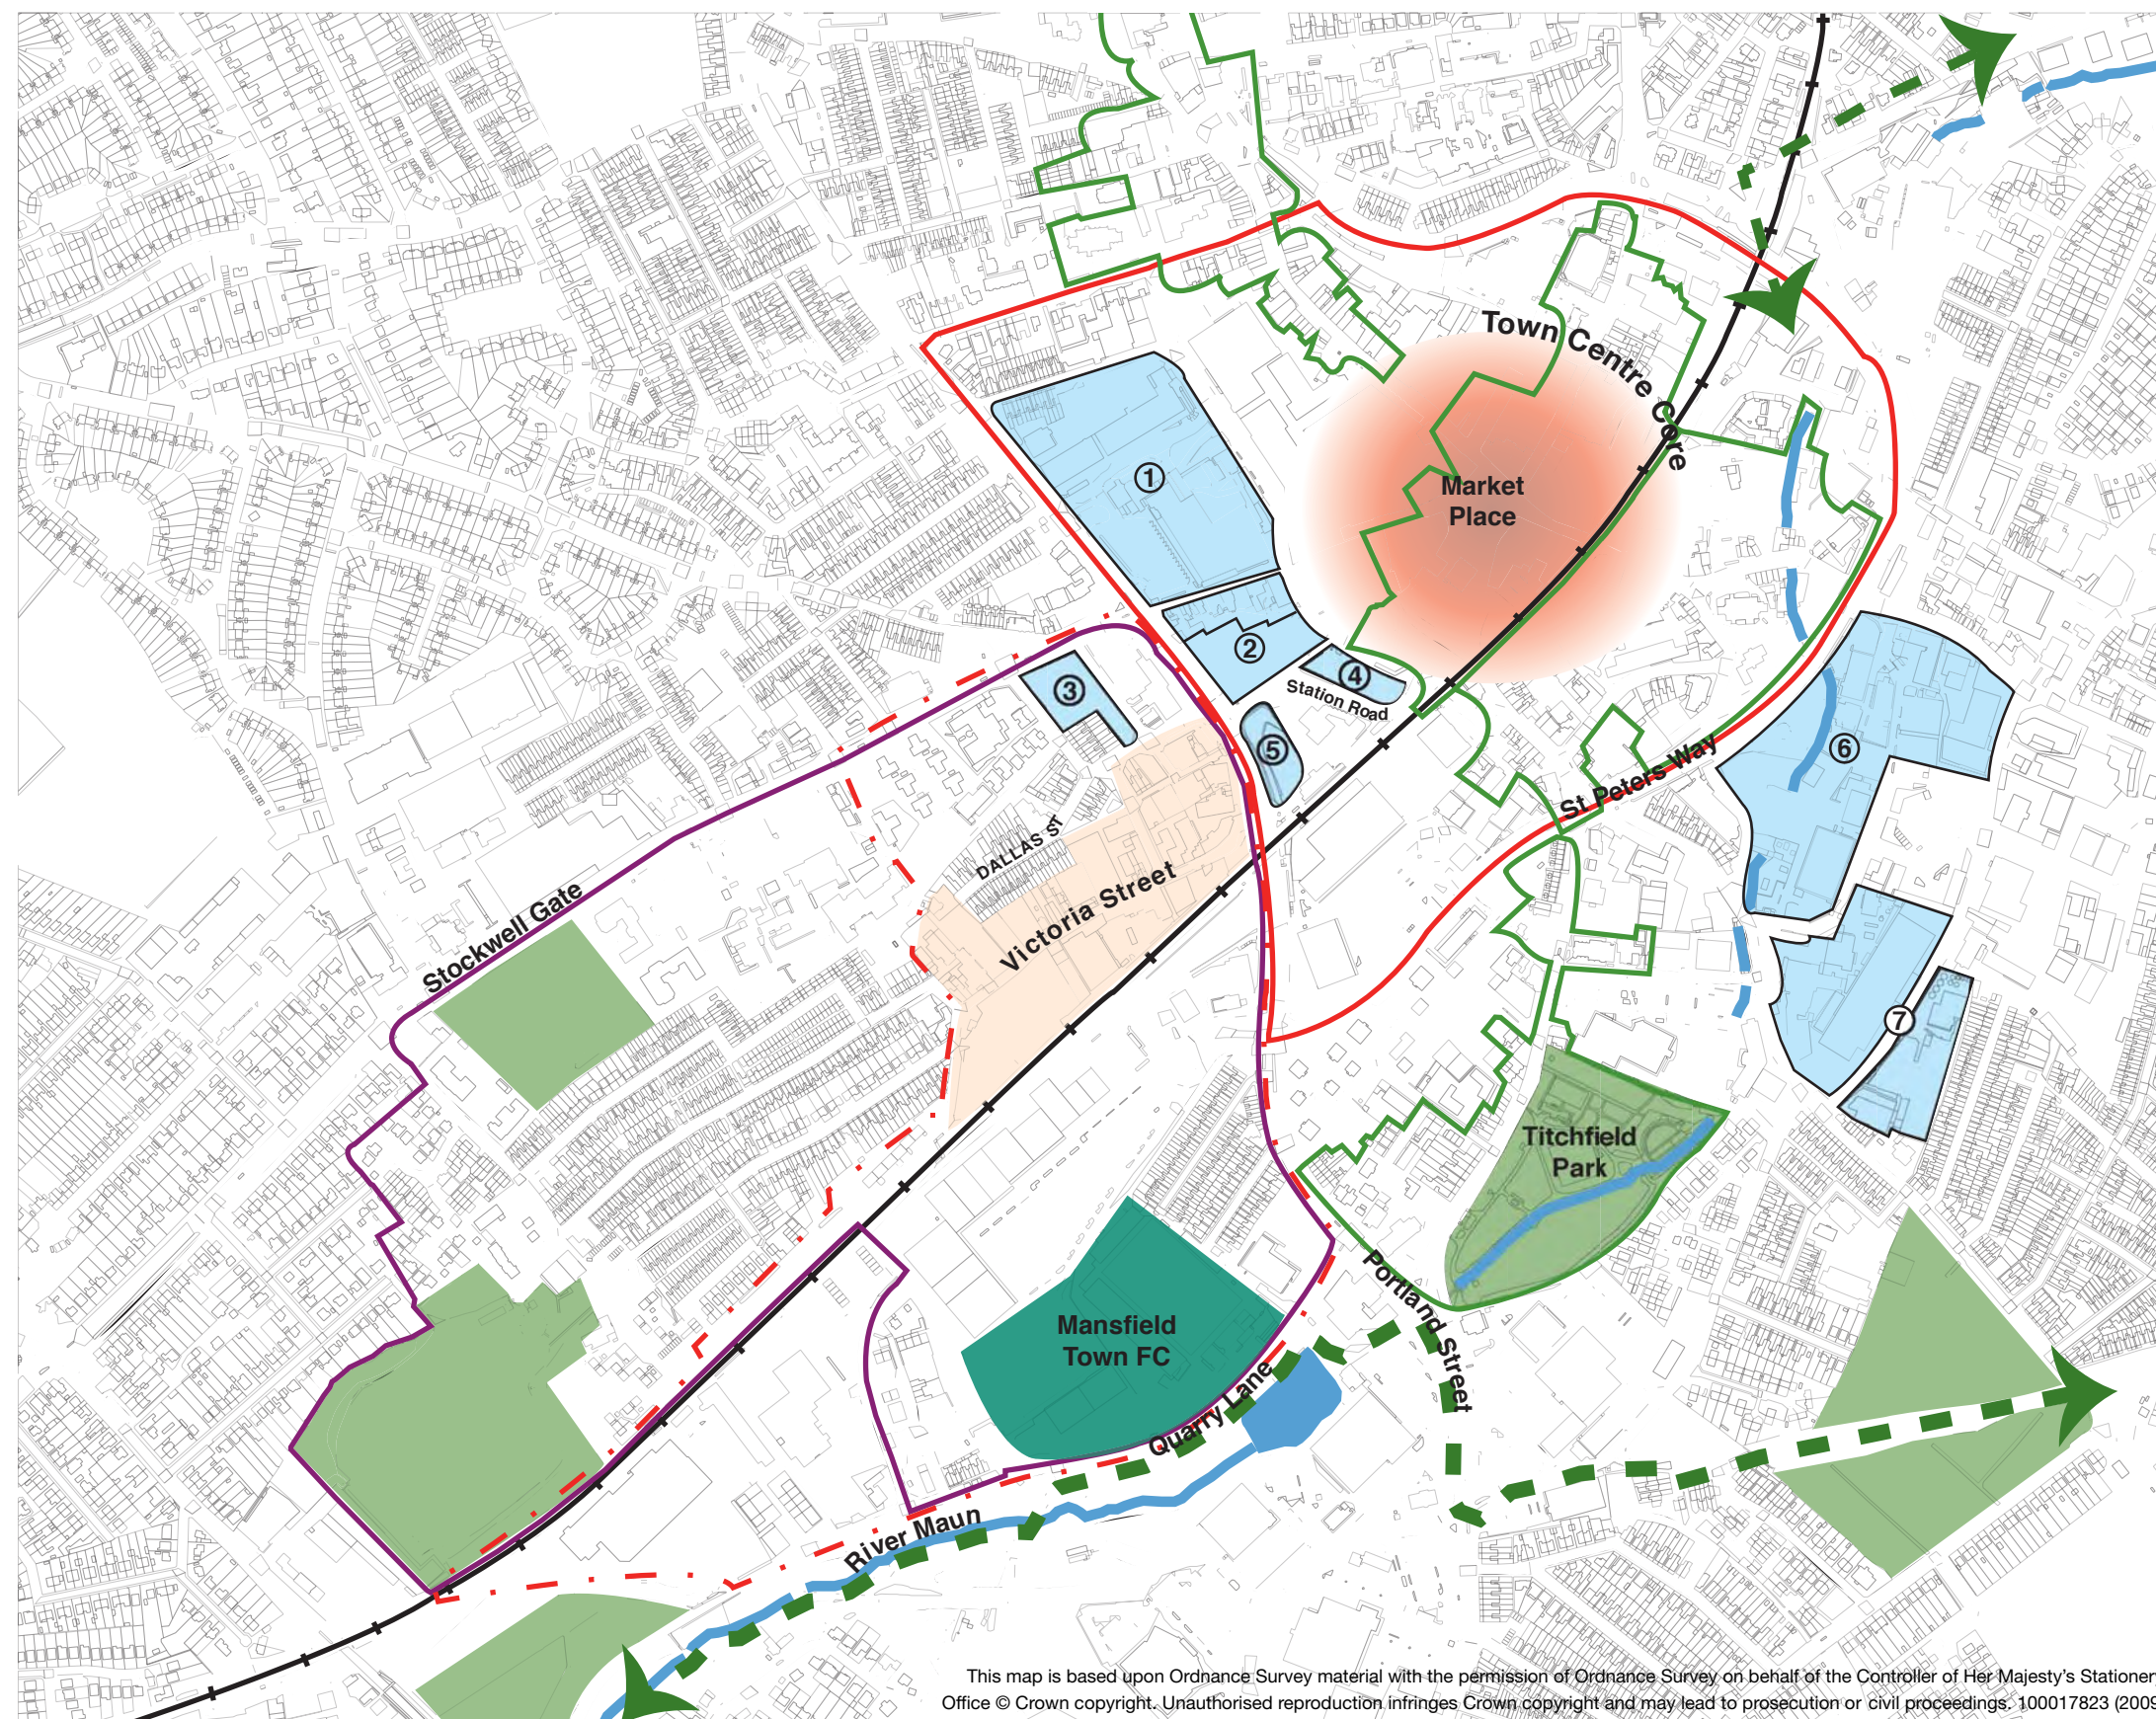 Town Centre Core
①
Market
Place
②
③
④
Station Road
⑤
St Peters Way
⑥
DALLAS ST
Victoria Street
Stockwell Gate
⑦
Titchfield
Park
Portland Street
Mansfield
Town FC
Quarry Lane
River Maun
This map is based upon Ordnance Survey material with the permission of Ordnance Survey on behalf of the Controller of Her Majesty's Stationer
Office © Crown copyright. Unauthorised reproduction infringes Crown copyright and may lead to prosecution or civil proceedings. 100017823 (2009